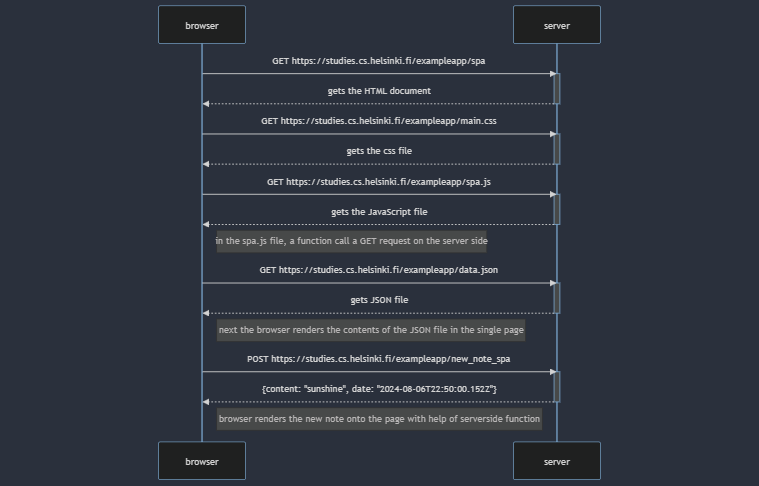 browser
server
GET https://studies.cs.helsinki.fi/exampleapp/spa
gets the HTML document
GET https://studies.cs.helsinki.fi/exampleapp/main.css
gets the css file
GET https://studies.cs.helsinki.fi/exampleapp/spa.js
gets the JavaScript file
in the spa.js file, a function call a GET request on the server side
GET https://studies.cs.helsinki.fi/exampleapp/data.json
gets JSON file
next the browser renders the contents of the JSON file in the single page
POST https://studies.cs.helsinki.fi/exampleapp/new_note_spa
{content: "sunshine", date: "2024-08-06T22:50:00.152Z"}
browser renders the new note onto the page with help of serverside function
browser
server